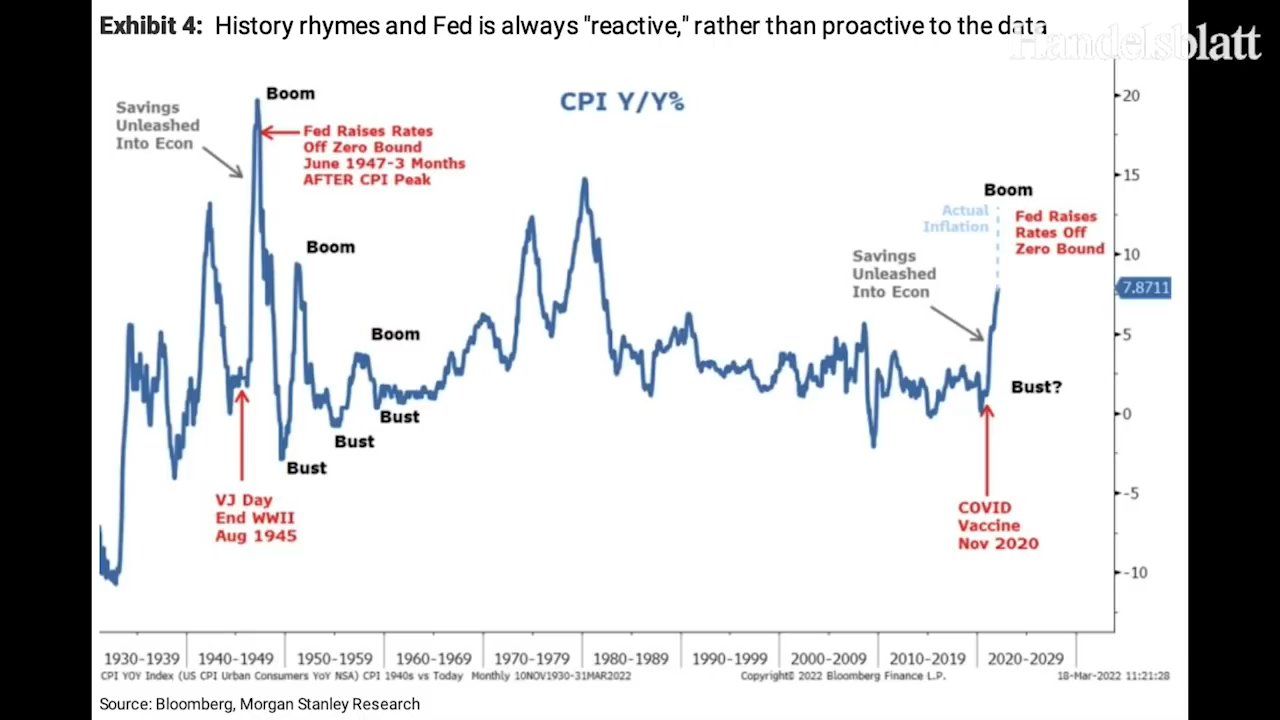 Exhibit 4: History rhymes and Fed is always "reactive," rather than proactive to the data
Handelsblatt
CPI Y/Y%
Savings
Unleashed
Into Econ
Boom
Fed Raises Rates
Off Zero Bound
June 1947-3 Months
AFTER CPI Peak
Boom
Boom
Bust
Bust
Bust
VJ Day
End WWII
Aug 1945
Boom
Actual
Inflation
Fed Raises
Rates Off
Zero Bound
Savings
Unleashed
Into Econ
Bust?
COVID
Vaccine
Nov 2020
20
15
10
7.8711
5
0
-5
-10
1930-1939 1940-1949 1950-1959 1960-1969 1970-1979 1980-1989 1990-1999 2000-2009 2010-2019 2020-2029
CPI YOY Index (US CPI Urban Consumers YoY NSA) CPI 1940s vs Today Monthly 10NOV1930-31MAR2022 Copyright© 2022 Bloomberg Finance L.P. 18-Mar-2022 11:21:28
Source: Bloomberg, Morgan Stanley Research